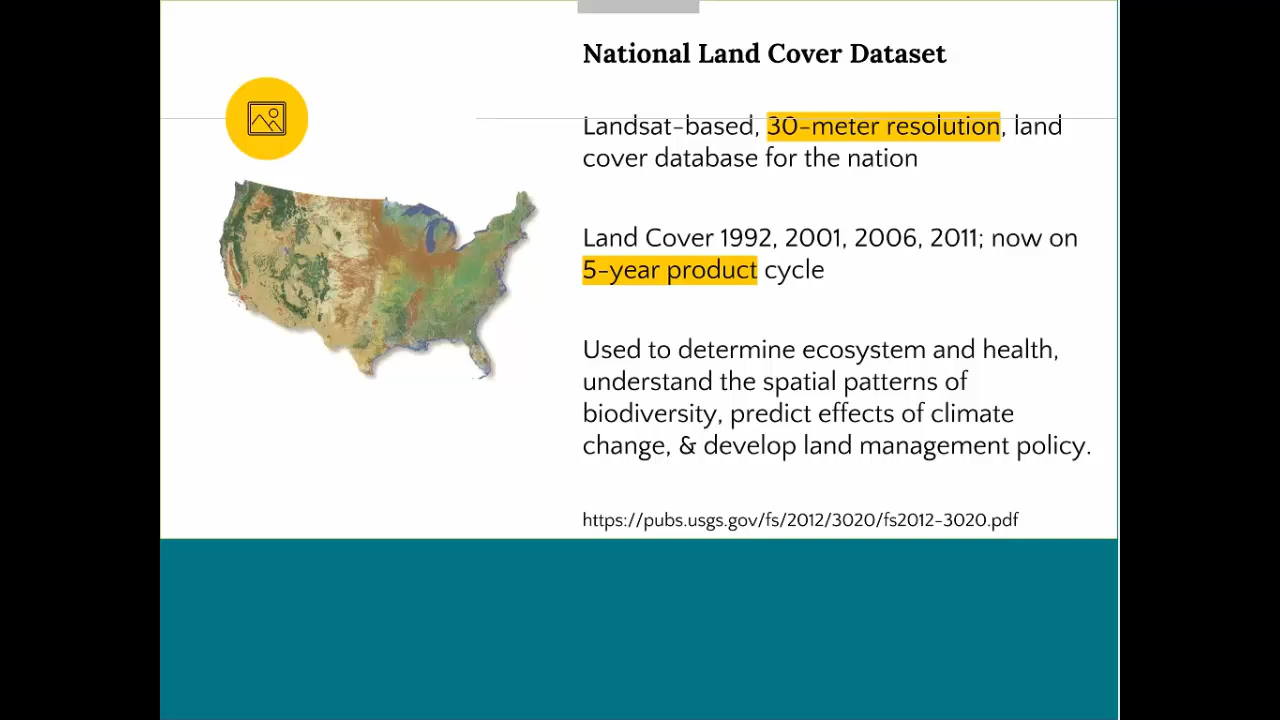 National Land Cover Dataset
Landsat-based, 30-meter resolution, land
cover database for the nation
Land Cover 1992, 2001, 2006, 2011; now on
5-year product cycle
Used to determine ecosystem and health,
understand the spatial patterns of
biodiversity, predict effects of climate
change, & develop land management policy.
https://pubs.usgs.gov/fs/2012/3020/fs2012-3020.pdf